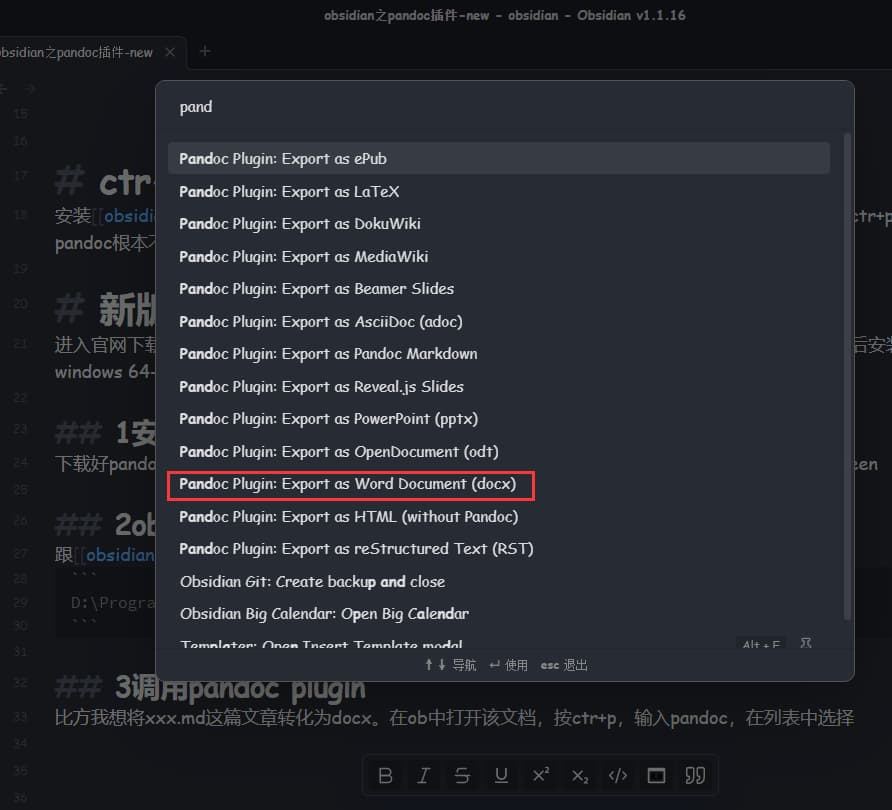 obsidian之pandoc插件-new - obsidian - Obsidian v1.1.16
obsidian之pandoc插件-new × +
pand
Pandoc Plugin: Export as ePub
Pandoc Plugin: Export as LaTeX
Pandoc Plugin: Export as DokuWiki
Pandoc Plugin: Export as MediaWiki
Pandoc Plugin: Export as Beamer Slides
Pandoc Plugin: Export as AsciiDoc (adoc)
Pandoc Plugin: Export as Pandoc Markdown
Pandoc Plugin: Export as Reveal.js Slides
Pandoc Plugin: Export as PowerPoint (pptx)
Pandoc Plugin: Export as OpenDocument (odt)
Pandoc Plugin: Export as Word Document (docx)
Pandoc Plugin: Export as HTML (without Pandoc)
Pandoc Plugin: Export as reStructured Text (RST)
Obsidian Git: Create backup and close
Obsidian Big Calendar: Open Big Calendar
Templater: Open Insert Template modal Alt + E
↑↓ 导航 ↵ 使用 esc 退出
15
16
17 # ctr
18 安装[[obsidi ctr+p
pandoc根本不
19
20 # 新版
21 进入官网下载 后安装
windows 64-
22
23 ## 1安
24 下载好pando een
25
26 ## 2ob
27 跟[[obsidian
28 ```
29 D:\Progra
30 ```
31
32 ## 3调用pandoc plugin
33 比方我想将xxx.md这篇文章转化为docx。在ob中打开该文档，按ctr+p，输入pandoc，在列表中选择
34
35
36
B I S U X² X₂ </>